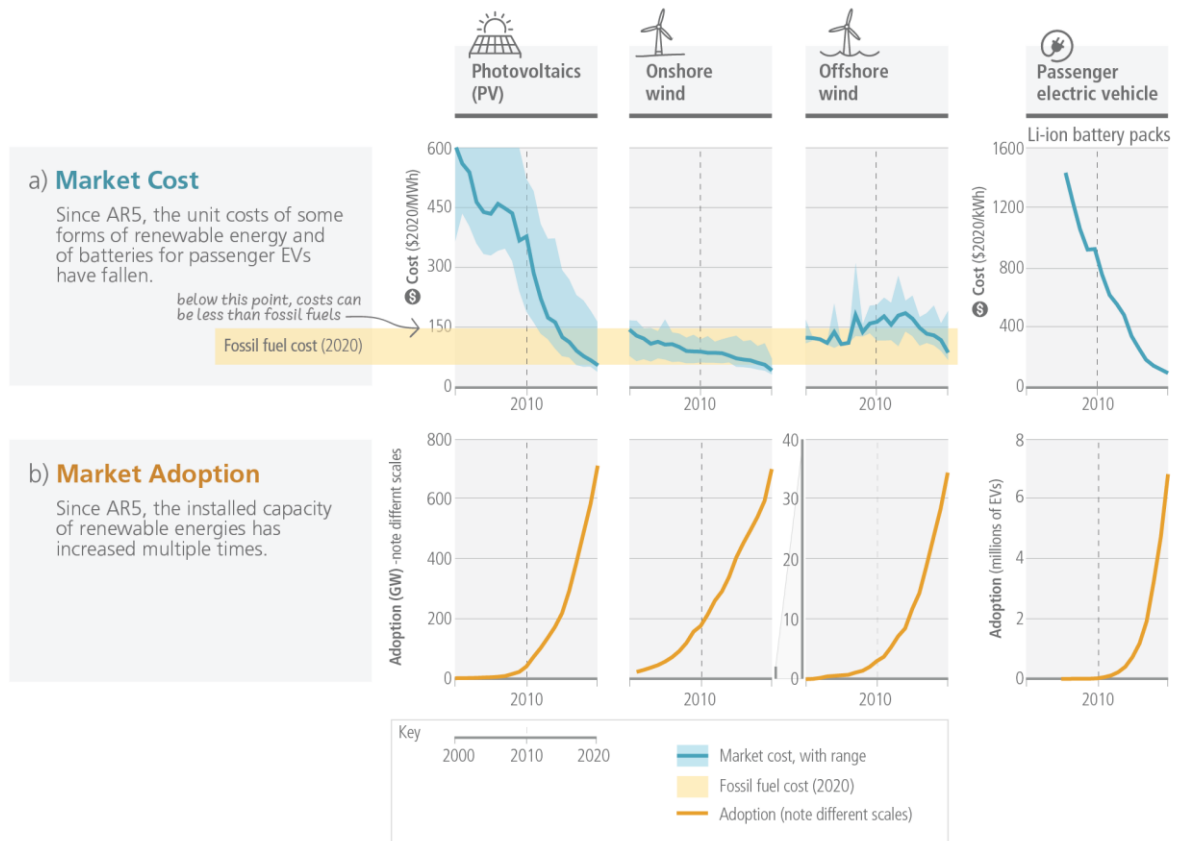 Photovoltaics
(PV)
Onshore
wind
Offshore
wind
Passenger
electric vehicle
Li-ion battery packs
a) Market Cost
Since AR5, the unit costs of some
forms of renewable energy and
of batteries for passenger EVs
have fallen.
below this point, costs can
be less than fossil fuels
Fossil fuel cost (2020)
$ Cost ($2020/MWh)
600
450
300
150
0
2010
2010
2010
$ Cost ($2020/kWh)
1600
1200
800
400
0
2010
b) Market Adoption
Since AR5, the installed capacity
of renewable energies has
increased multiple times.
Adoption (GW) -note differnt scales
800
600
400
200
0
2010
2010
40
30
20
10
0
2010
Adoption (millions of EVs)
8
6
4
2
0
2010
Key
2000 2010 2020
Market cost, with range
Fossil fuel cost (2020)
Adoption (note different scales)